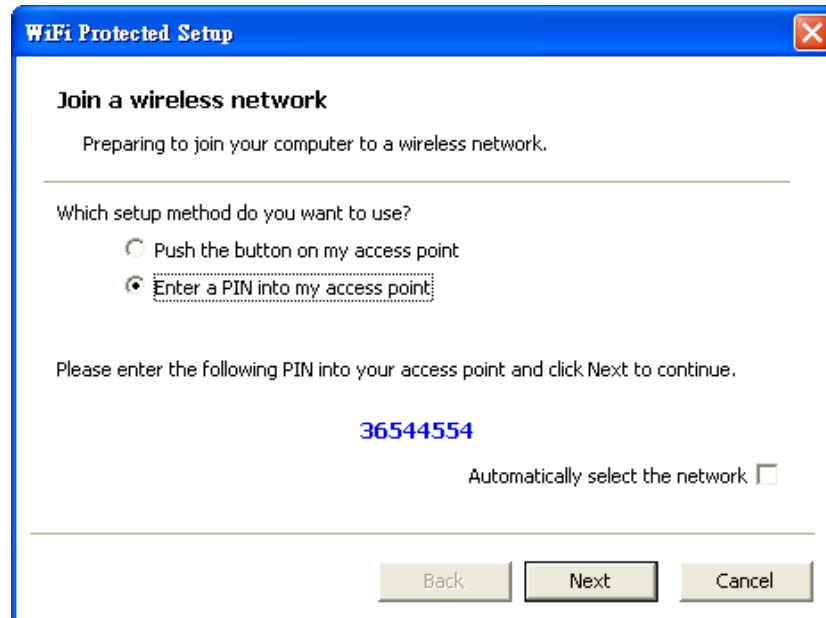 WiFi Protected Setup
Join a wireless network
Preparing to join your computer to a wireless network.
Which setup method do you want to use?
Push the button on my access point
Enter a PIN into my access point
Please enter the following PIN into your access point and click Next to continue.
36544554
Automatically select the network
Back Next Cancel